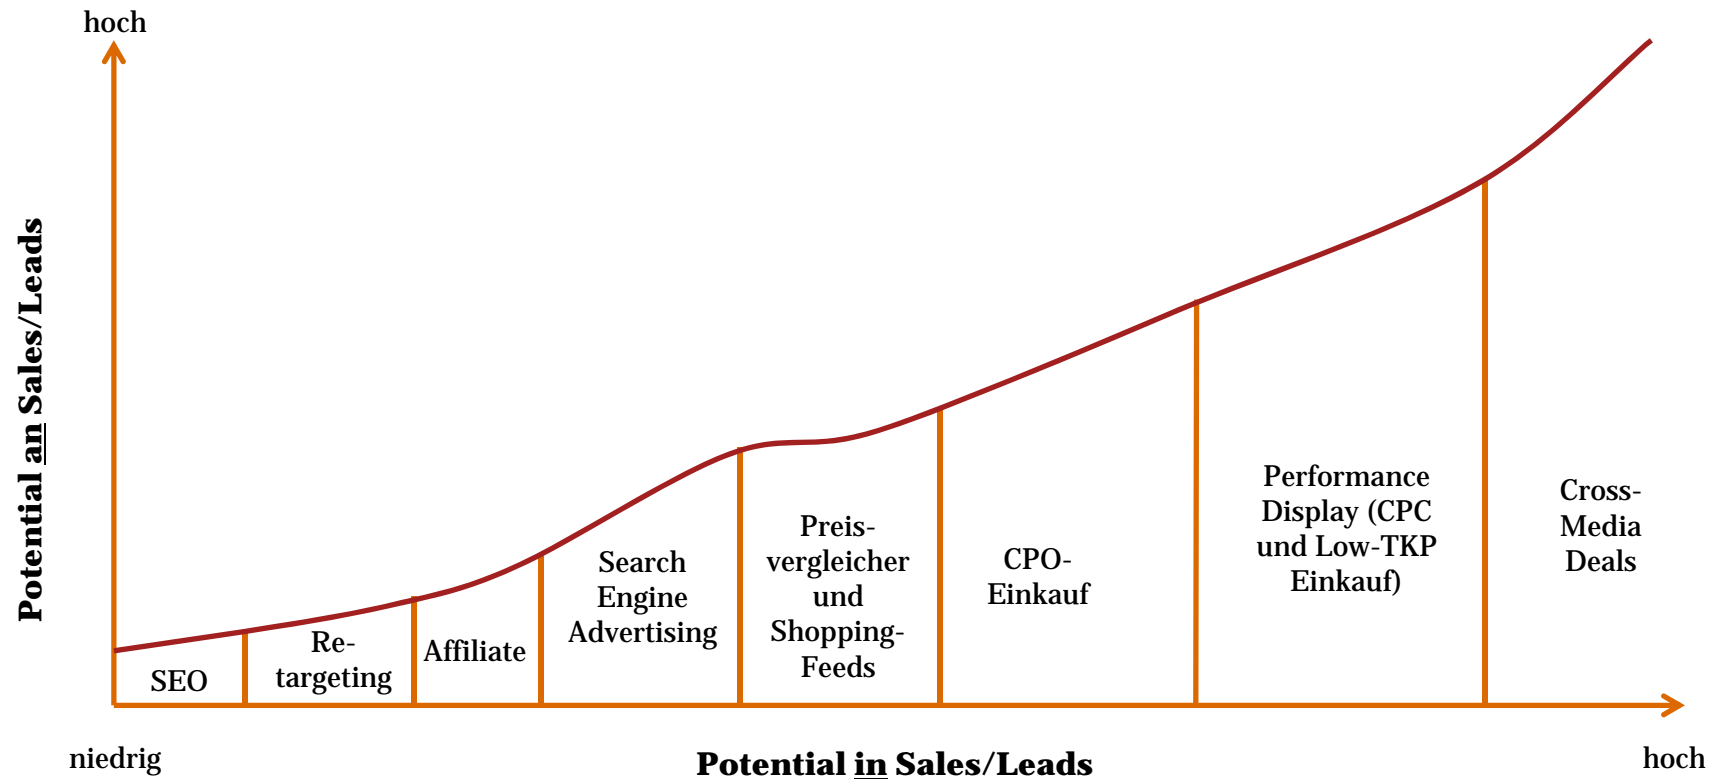 hoch
Potential an Sales/Leads
SEO
Re-
targeting
Affiliate
Search
Engine
Advertising
Preis-
vergleicher
und
Shopping-
Feeds
CPO-
Einkauf
Performance
Display (CPC
und Low-TKP
Einkauf)
Cross-
Media
Deals
niedrig
Potential in Sales/Leads
hoch